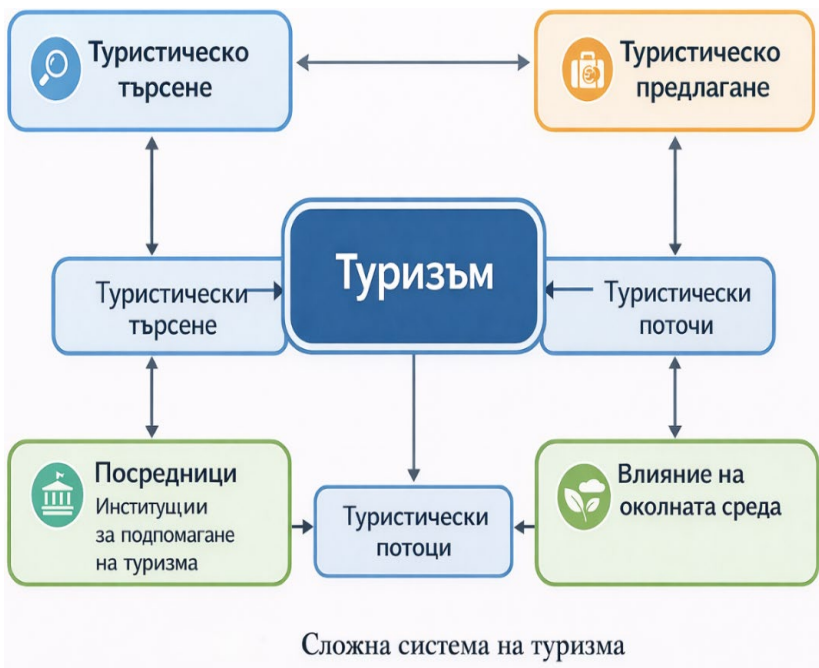 Туристическо
търсене
Туристическо
предлагане
Туризъм
Туристически
търсене
Туристически
поточи
Посредници
Институщии
за подпомагане
на туризма
Туристически
потоци
Влияние на
околната среда
Сложна система на туризма